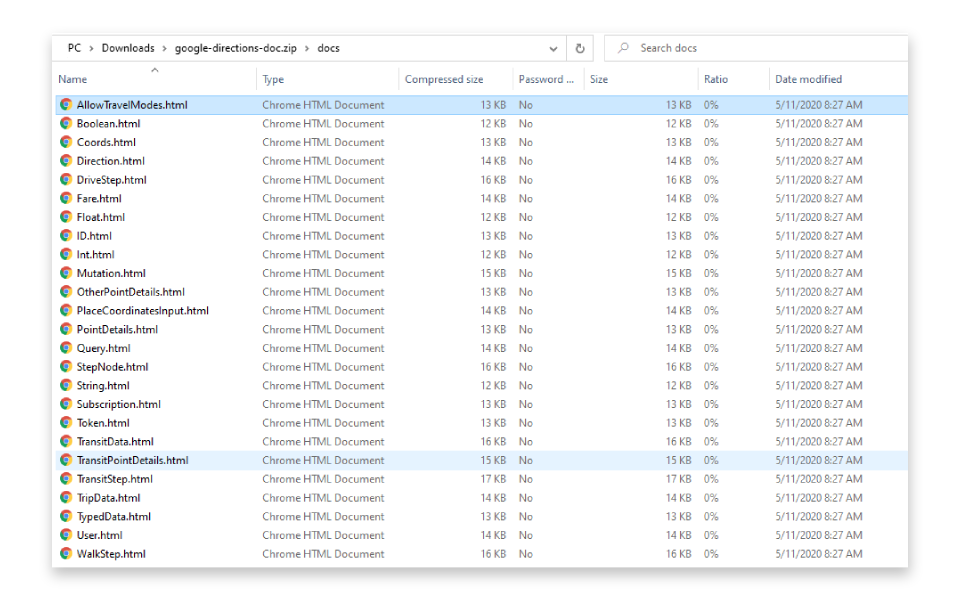 PC > Downloads > google-directions-doc.zip > docs Search docs
Name Type Compressed size Password ... Size Ratio Date modified
AllowTravelModes.html Chrome HTML Document 13 KB No 13 KB 0% 5/11/2020 8:27 AM
Boolean.html Chrome HTML Document 12 KB No 12 KB 0% 5/11/2020 8:27 AM
Coords.html Chrome HTML Document 13 KB No 13 KB 0% 5/11/2020 8:27 AM
Direction.html Chrome HTML Document 14 KB No 14 KB 0% 5/11/2020 8:27 AM
DriveStep.html Chrome HTML Document 16 KB No 16 KB 0% 5/11/2020 8:27 AM
Fare.html Chrome HTML Document 14 KB No 14 KB 0% 5/11/2020 8:27 AM
Float.html Chrome HTML Document 12 KB No 12 KB 0% 5/11/2020 8:27 AM
ID.html Chrome HTML Document 13 KB No 13 KB 0% 5/11/2020 8:27 AM
Int.html Chrome HTML Document 12 KB No 12 KB 0% 5/11/2020 8:27 AM
Mutation.html Chrome HTML Document 15 KB No 15 KB 0% 5/11/2020 8:27 AM
OtherPointDetails.html Chrome HTML Document 13 KB No 13 KB 0% 5/11/2020 8:27 AM
PlaceCoordinatesInput.html Chrome HTML Document 14 KB No 14 KB 0% 5/11/2020 8:27 AM
PointDetails.html Chrome HTML Document 13 KB No 13 KB 0% 5/11/2020 8:27 AM
Query.html Chrome HTML Document 14 KB No 14 KB 0% 5/11/2020 8:27 AM
StepNode.html Chrome HTML Document 16 KB No 16 KB 0% 5/11/2020 8:27 AM
String.html Chrome HTML Document 12 KB No 12 KB 0% 5/11/2020 8:27 AM
Subscription.html Chrome HTML Document 13 KB No 13 KB 0% 5/11/2020 8:27 AM
Token.html Chrome HTML Document 13 KB No 13 KB 0% 5/11/2020 8:27 AM
TransitData.html Chrome HTML Document 16 KB No 16 KB 0% 5/11/2020 8:27 AM
TransitPointDetails.html Chrome HTML Document 15 KB No 15 KB 0% 5/11/2020 8:27 AM
TransitStep.html Chrome HTML Document 17 KB No 17 KB 0% 5/11/2020 8:27 AM
TripData.html Chrome HTML Document 14 KB No 14 KB 0% 5/11/2020 8:27 AM
TypedData.html Chrome HTML Document 13 KB No 13 KB 0% 5/11/2020 8:27 AM
User.html Chrome HTML Document 14 KB No 14 KB 0% 5/11/2020 8:27 AM
WalkStep.html Chrome HTML Document 16 KB No 16 KB 0% 5/11/2020 8:27 AM